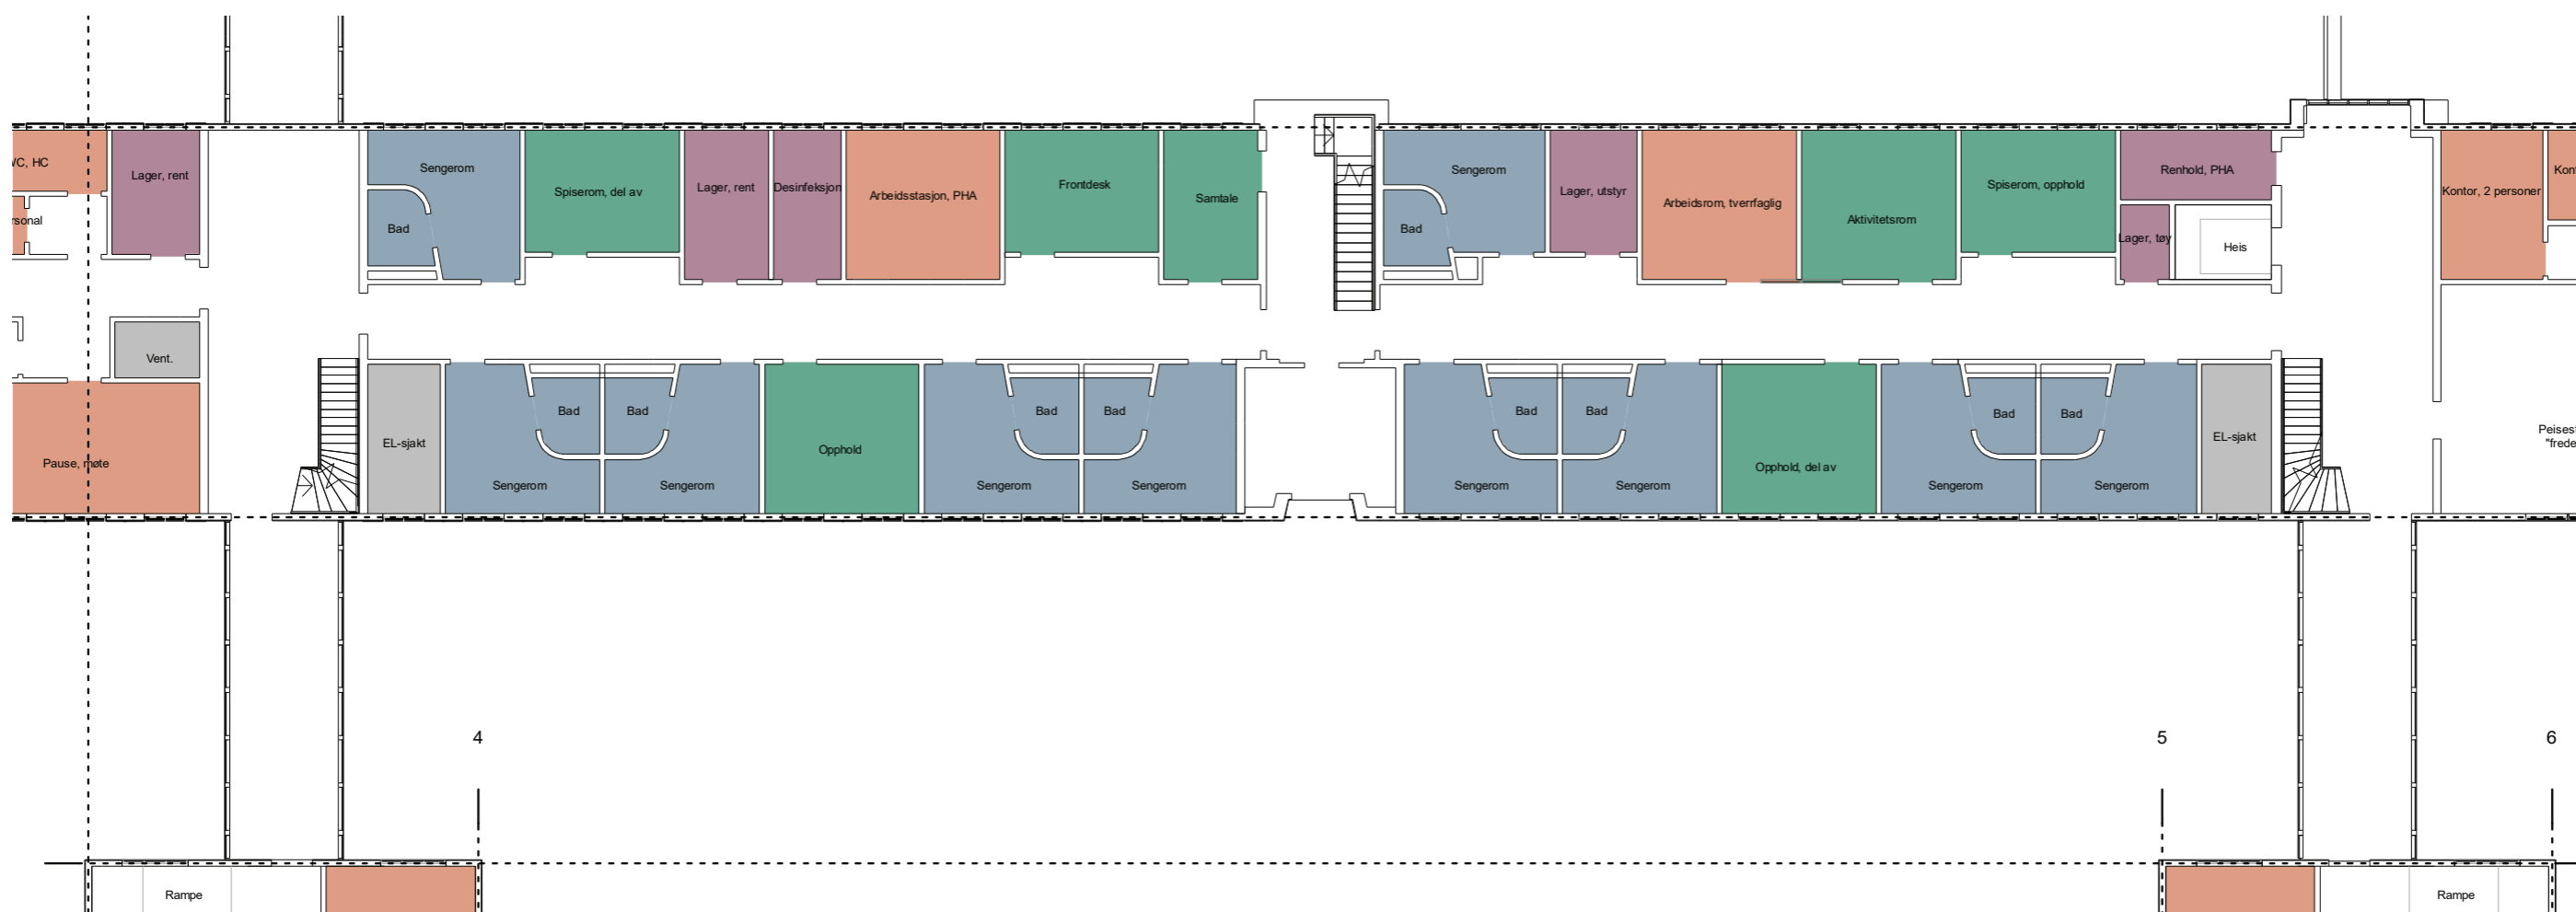 WC, HC
Lager, rent
Sengerom
Spiserom, del av
Lager, rent
Desinfeksjon
Arbeidsstasjon, PHA
Frontdesk
Samtale
Sengerom
Lager, utstyr
Arbeidsrom, tverrfaglig
Aktivitetsrom
Spiserom, opphold
Renhold, PHA
Kontor, 2 personer
Bad
Bad
Lager, tøy
Heis
Vent.
Pause, møte
EL-sjakt
Bad
Bad
Opphold
Bad
Bad
Bad
Bad
Opphold, del av
Bad
Bad
EL-sjakt
Sengerom
Sengerom
Sengerom
Sengerom
Sengerom
Sengerom
Sengerom
Sengerom
4
5
6
Rampe
Rampe